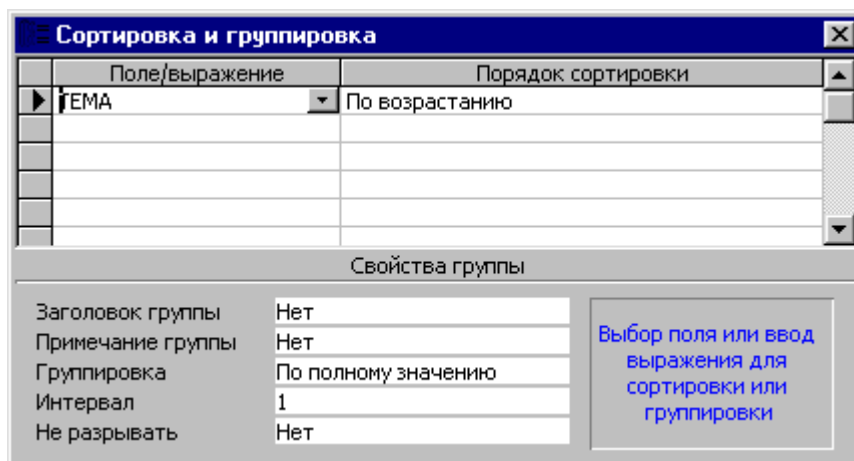 Сортировка и группировка
Поле/выражение Порядок сортировки
ТЕМА По возрастанию
Свойства группы
Заголовок группы Нет
Примечание группы Нет
Группировка По полному значению
Интервал 1
Не разрывать Нет
Выбор поля или ввод
выражения для
сортировки или
группировки